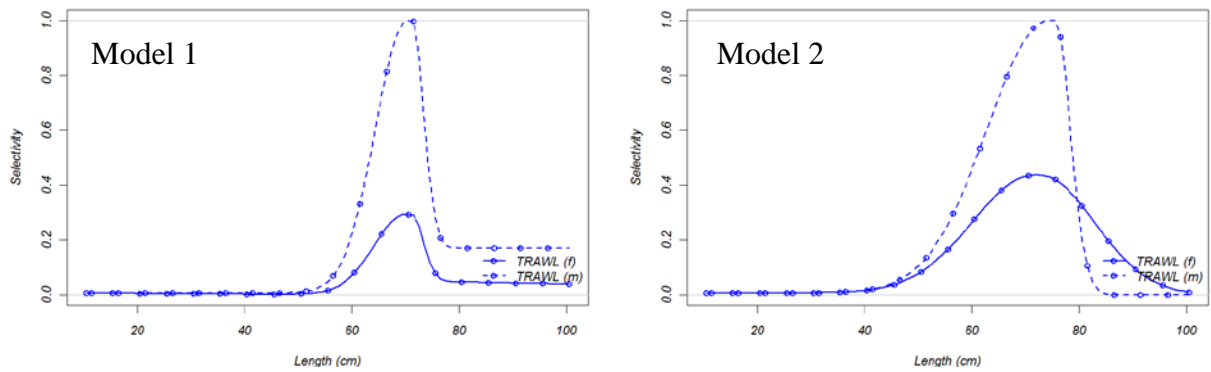 Model 1
Selectivity
1.0
0.8
0.6
0.4
0.2
0.0
TRAWL (f)
TRAWL (m)
20 40 60 80 100
Length (cm)
Model 2
Selectivity
1.0
0.8
0.6
0.4
0.2
0.0
TRAWL (f)
TRAWL (m)
20 40 60 80 100
Length (cm)